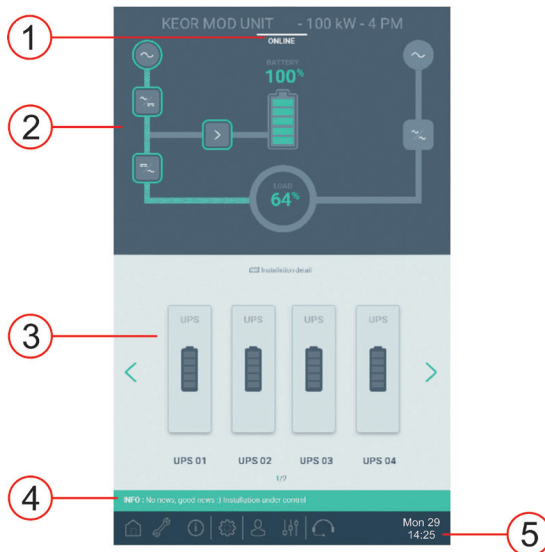 KEOR MOD UNIT - 100 kW - 4 PM
ONLINE
1
BATTERY
100%
2
LOAD
64%
Installation detail
3
UPS UPS UPS UPS
UPS 01 UPS 02 UPS 03 UPS 04
1/2
4
INFO : No news, good news :) Installation under control
Mon 29
14:25
5